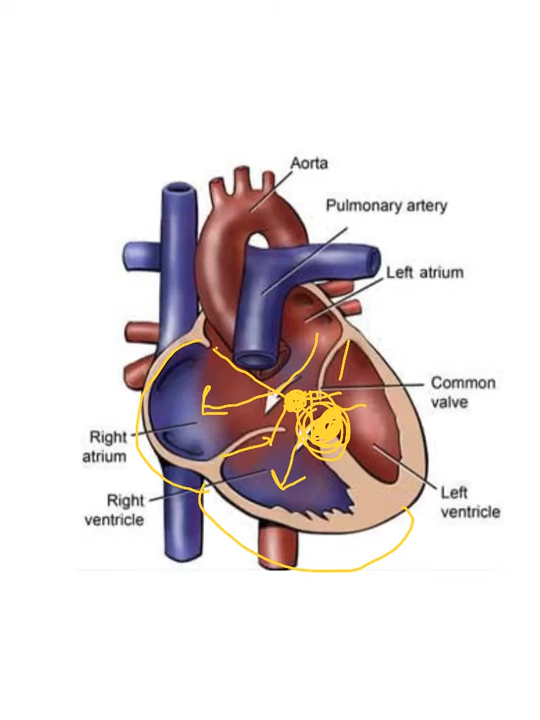 Aorta
Pulmonary artery
Left atrium
Common
valve
Right
atrium
Right
ventricle
Left
ventricle